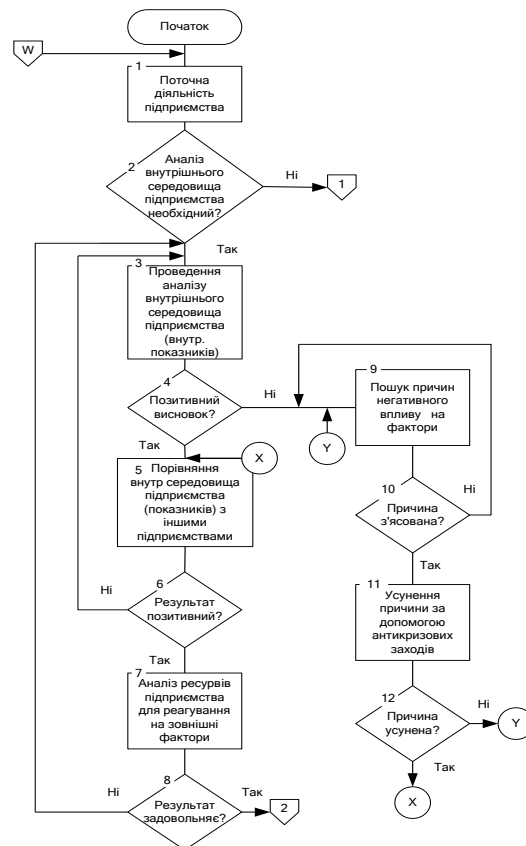 Початок
W
1
Поточна
діяльність
підприємства
2
Аналіз
внутрішнього
середовища
підприємства
необхідний?
Ні
1
Так
3
Проведення
аналізу
внутрішнього
середовища
підприємства
(внутр.
показників)
4
Позитивний
висновок?
Ні
Так
X
5 Порівняння
внутр середовища
підприємства
(показників) з
іншими
підприємствами
6
Результат
позитивний?
Ні
Так
7
Аналіз ресурвів
підприємства
для реагування
на зовнішні
фактори
8
Результат
задовольняє?
Ні
Так
2
9
Пошук причин
негативного
впливу на
фактори
Y
10
Причина
з'ясована?
Ні
Так
11
Усунення
причини за
допомогою
антикризових
заходів
12
Причина
усунена?
Ні
Y
Так
X